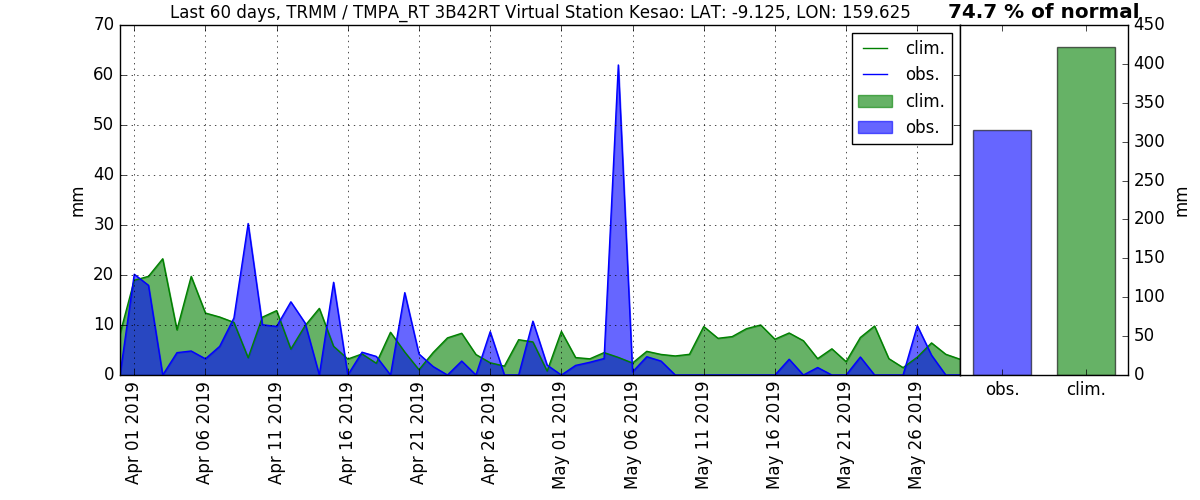 Last 60 days, TRMM / TMPA_RT 3B42RT Virtual Station Kesao: LAT: -9.125, LON: 159.625
74.7 % of normal
70
60
50
40
30
20
10
0
mm
clim.
obs.
clim.
obs.
450
400
350
300
250
200
150
100
50
0
mm
Apr 01 2019
Apr 06 2019
Apr 11 2019
Apr 16 2019
Apr 21 2019
Apr 26 2019
May 01 2019
May 06 2019
May 11 2019
May 16 2019
May 21 2019
May 26 2019
obs.
clim.